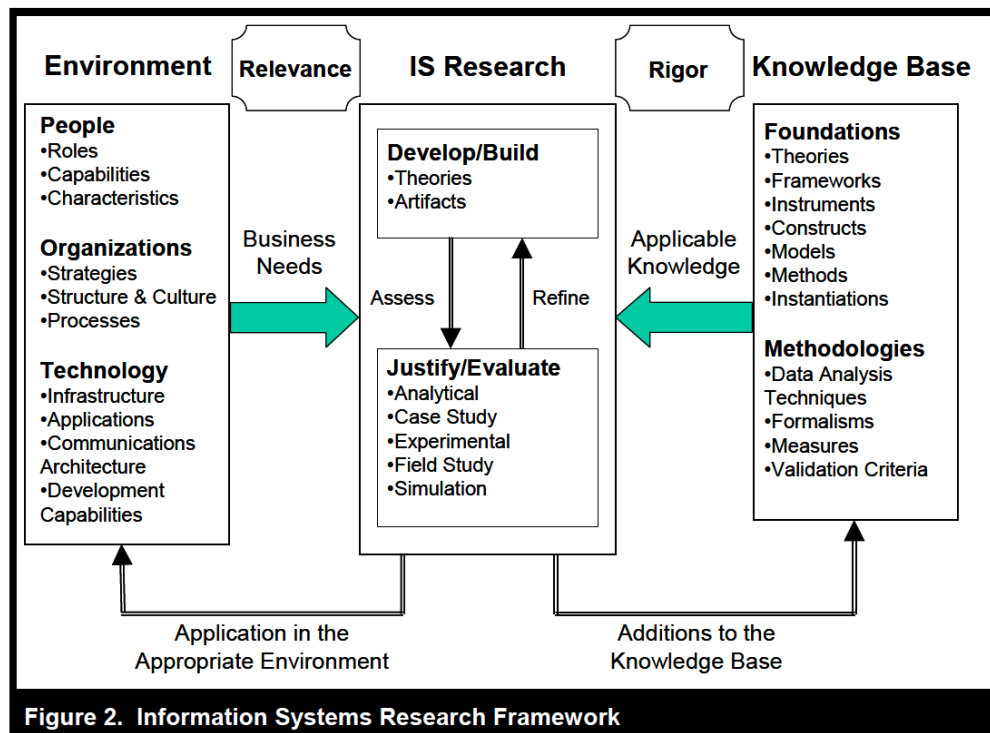 Environment
Relevance
IS Research
Rigor
Knowledge Base
People
•Roles
•Capabilities
•Characteristics
Organizations
•Strategies
•Structure & Culture
•Processes
Technology
•Infrastructure
•Applications
•Communications
Architecture
•Development
Capabilities
Business
Needs
Develop/Build
•Theories
•Artifacts
Assess
Refine
Justify/Evaluate
•Analytical
•Case Study
•Experimental
•Field Study
•Simulation
Applicable
Knowledge
Foundations
•Theories
•Frameworks
•Instruments
•Constructs
•Models
•Methods
•Instantiations
Methodologies
•Data Analysis
Techniques
•Formalisms
•Measures
•Validation Criteria
Application in the
Appropriate Environment
Additions to the
Knowledge Base
Figure 2. Information Systems Research Framework